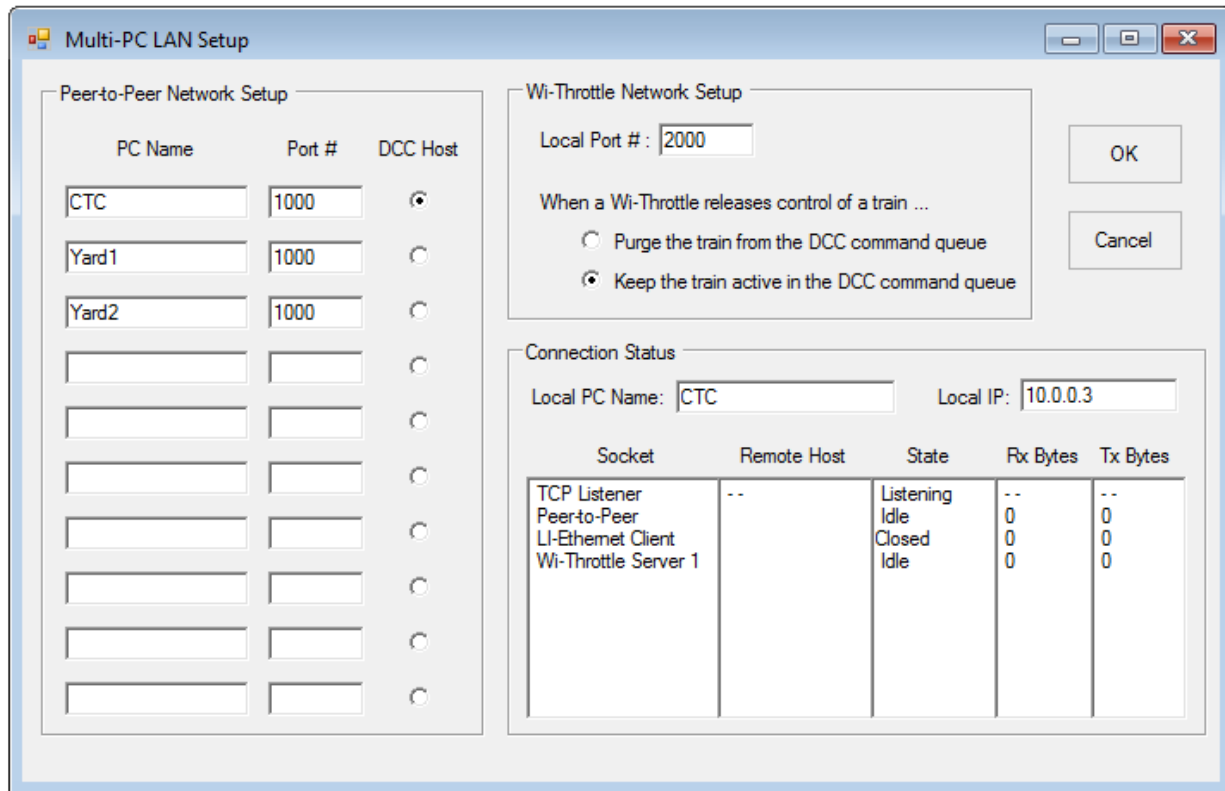 Multi-PC LAN Setup
Peer-to-Peer Network Setup
PC Name Port # DCC Host
CTC 1000
Yard1 1000
Yard2 1000
Wi-Throttle Network Setup
Local Port # : 2000
When a Wi-Throttle releases control of a train ...
Purge the train from the DCC command queue
Keep the train active in the DCC command queue
OK
Cancel
Connection Status
Local PC Name: CTC Local IP: 10.0.0.3
Socket Remote Host State Rx Bytes Tx Bytes
TCP Listener - - Listening - - - -
Peer-to-Peer Idle 0 0
LI-Ethernet Client Closed 0 0
Wi-Throttle Server 1 Idle 0 0